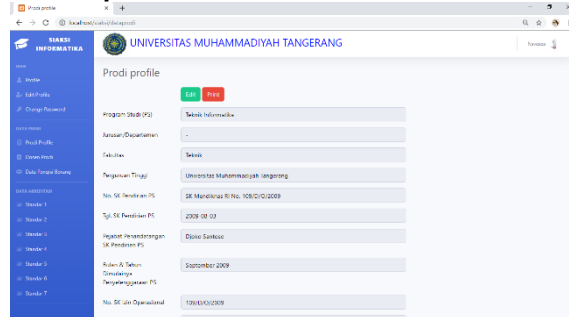 Prodi profile
localhost/siaksi/dataprodi
SIAKSI
INFORMATIKA
UNIVERSITAS MUHAMMADIYAH TANGERANG
Profile
Edit Profile
Change Password
DATA PRODI
Prodi Profile
Dosen Prodi
Data Pengisi Borang
DATA AKREDITASI
Standar 1
Standar 2
Standar 3
Standar 4
Standar 5
Standar 6
Standar 7
Prodi profile
Edit Print
Program Studi (PS) Teknik Informatika
Jurusan/Departemen -
Fakultas Teknik
Perguruan Tinggi Universitas Muhammadiyah Tangerang
No. SK Pendirian PS SK Mendiknas RI No. 109/D/O/2009
Tgl. SK Pendirian PS 2009-08-03
Pejabat Penandatangan
SK Pendirian PS Djoko Santoso
Bulan & Tahun
Dimulainya
Penyelenggaraan PS September 2009
No. SK Izin Operasional 109/D/O/2009